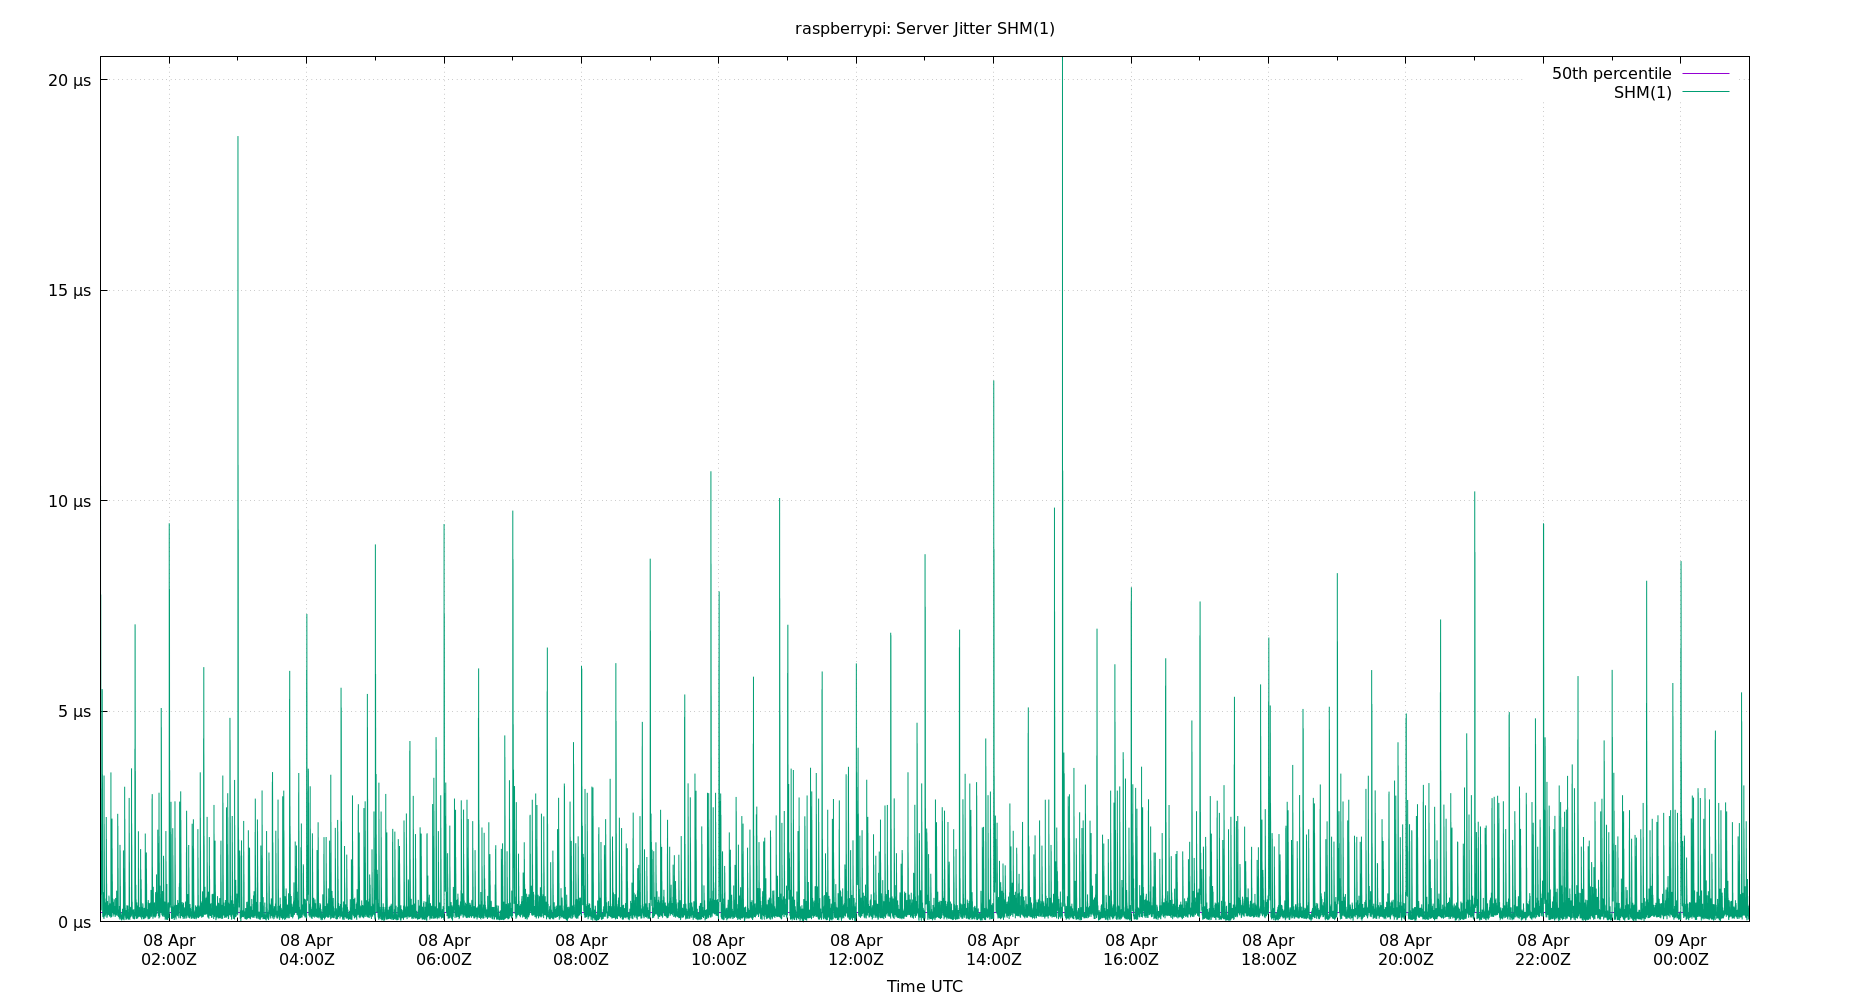 raspberrypi: Server Jitter SHM(1)
50th percentile
SHM(1)
20 µs
15 µs
10 µs
5 µs
0 µs
08 Apr 08 Apr 08 Apr 08 Apr 08 Apr 08 Apr 08 Apr 08 Apr 08 Apr 08 Apr 08 Apr 09 Apr
02:00Z 04:00Z 06:00Z 08:00Z 10:00Z 12:00Z 14:00Z 16:00Z 18:00Z 20:00Z 22:00Z 00:00Z
Time UTC